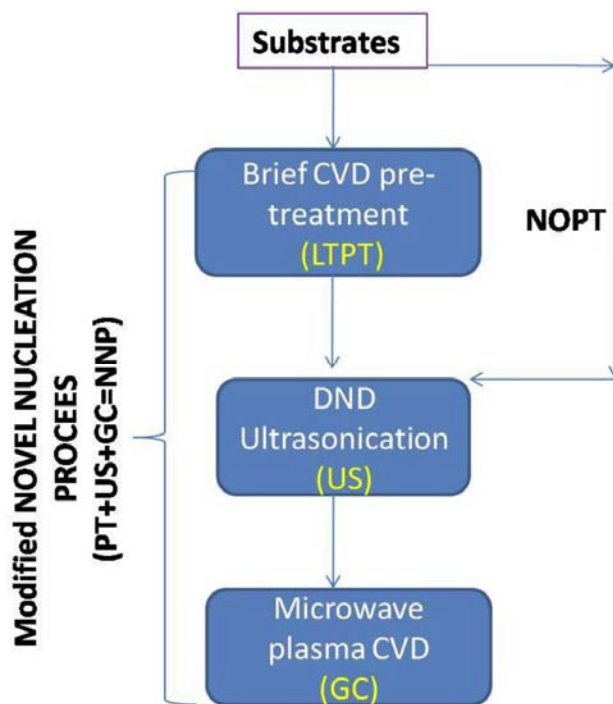 Substrates
Brief CVD pre-
treatment
(LTPT)
NOPT
DND
Ultrasonication
(US)
Microwave
plasma CVD
(GC)
Modified NOVEL NUCLEATION
PROCEES
(PT+US+GC=NNP)